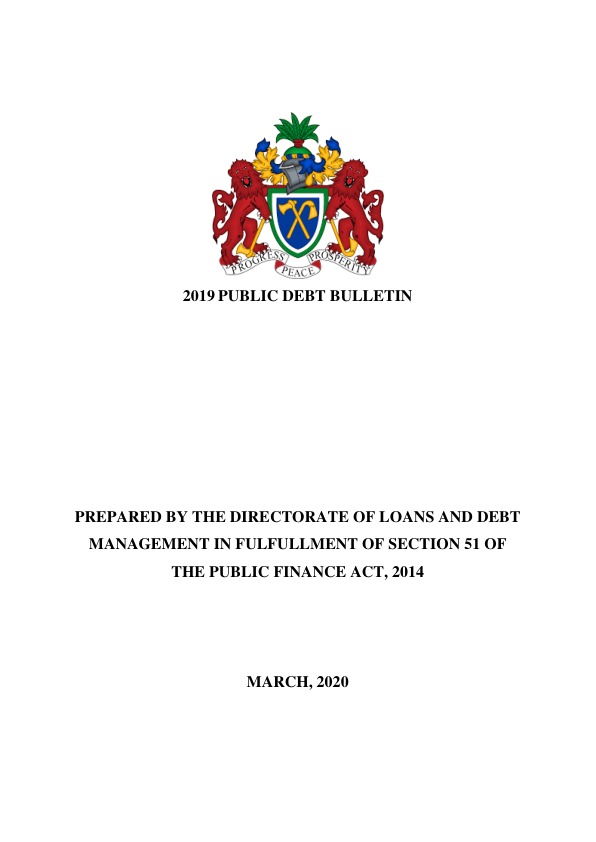 PROGRESS PEACE PROSPERITY
2019 PUBLIC DEBT BULLETIN
PREPARED BY THE DIRECTORATE OF LOANS AND DEBT
MANAGEMENT IN FULFULLMENT OF SECTION 51 OF
THE PUBLIC FINANCE ACT, 2014
MARCH, 2020